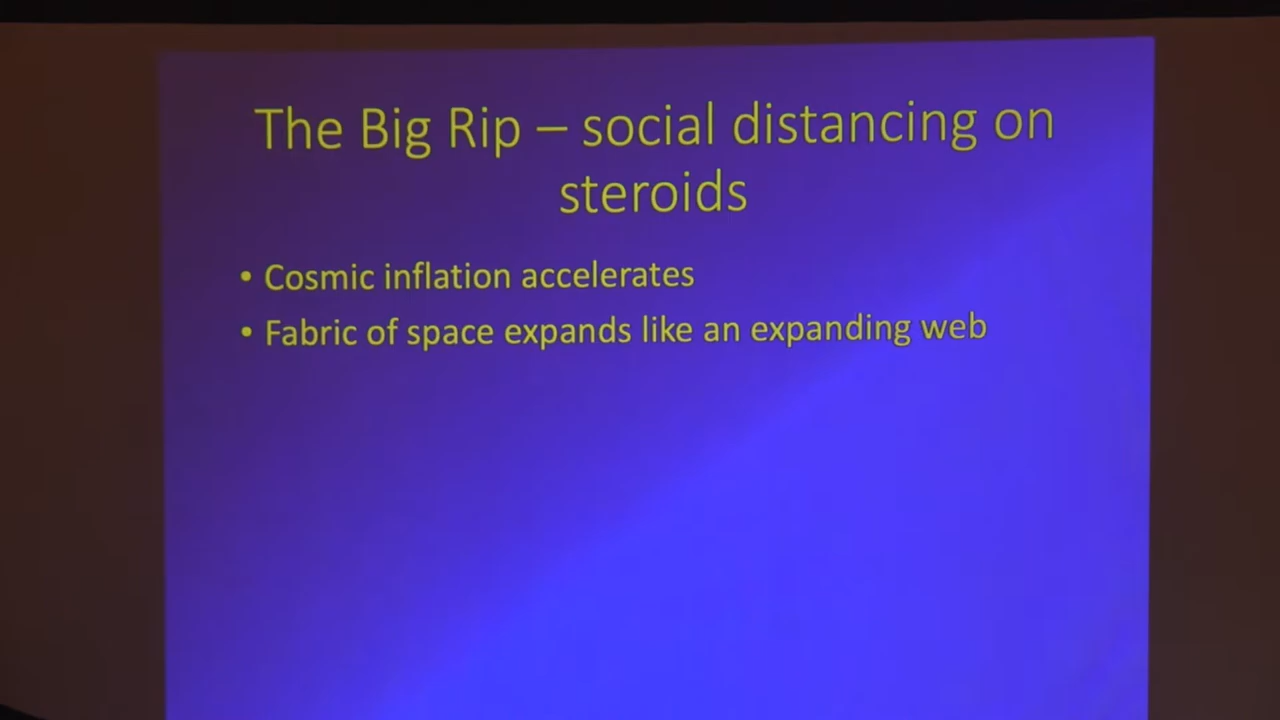 The Big Rip – social distancing on
steroids
• Cosmic inflation accelerates
• Fabric of space expands like an expanding web